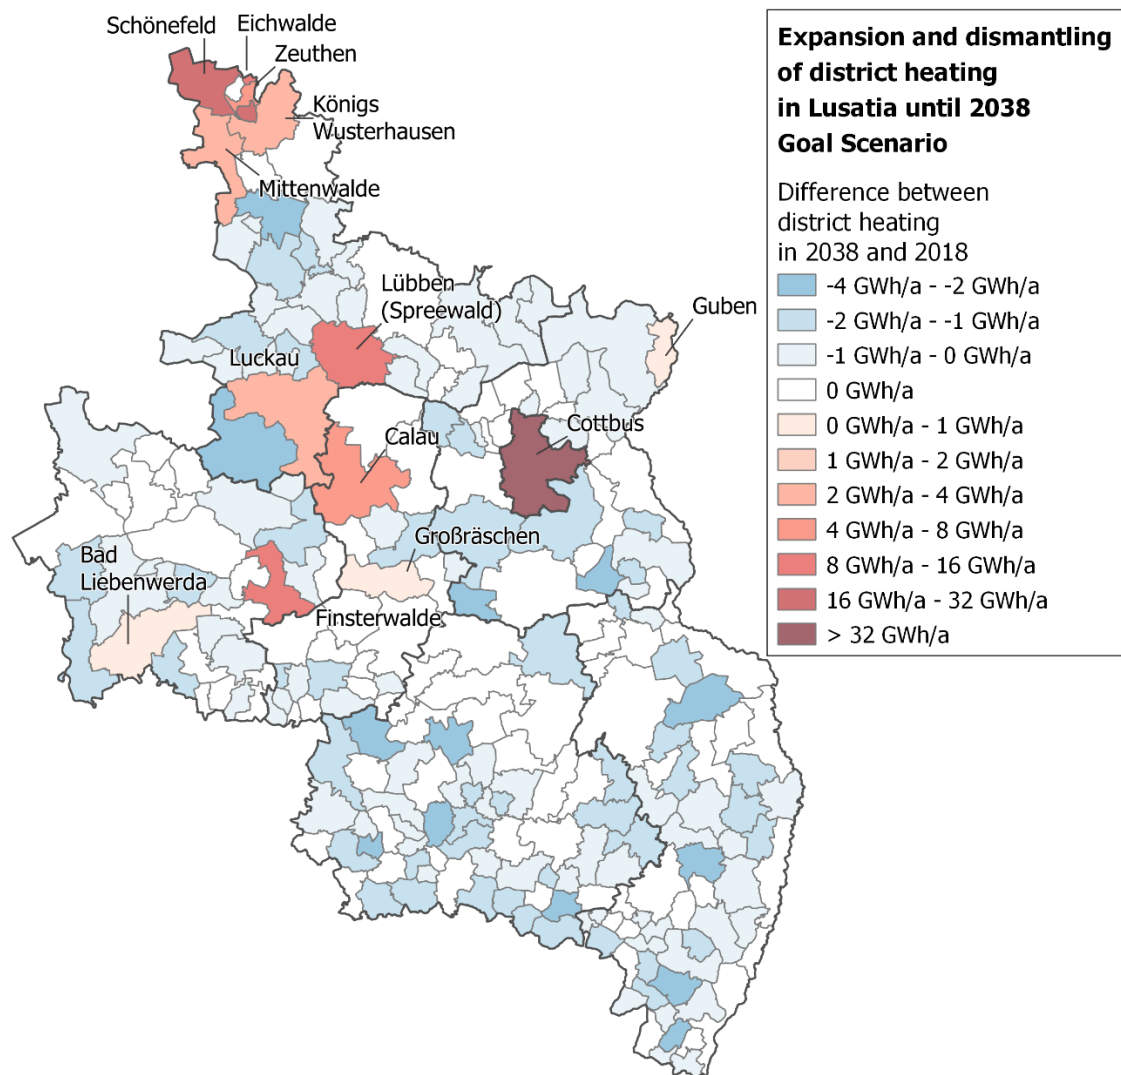 Schönefeld
Eichwalde
Zeuthen
Königs
Wusterhausen
Mittenwalde
Lübben
(Spreewald)
Guben
Luckau
Cottbus
Calau
Großräschen
Bad
Liebenwerda
Finsterwalde
Expansion and dismantling
of district heating
in Lusatia until 2038
Goal Scenario
Difference between
district heating
in 2038 and 2018
-4 GWh/a - -2 GWh/a
-2 GWh/a - -1 GWh/a
-1 GWh/a - 0 GWh/a
0 GWh/a
0 GWh/a - 1 GWh/a
1 GWh/a - 2 GWh/a
2 GWh/a - 4 GWh/a
4 GWh/a - 8 GWh/a
8 GWh/a - 16 GWh/a
16 GWh/a - 32 GWh/a
> 32 GWh/a